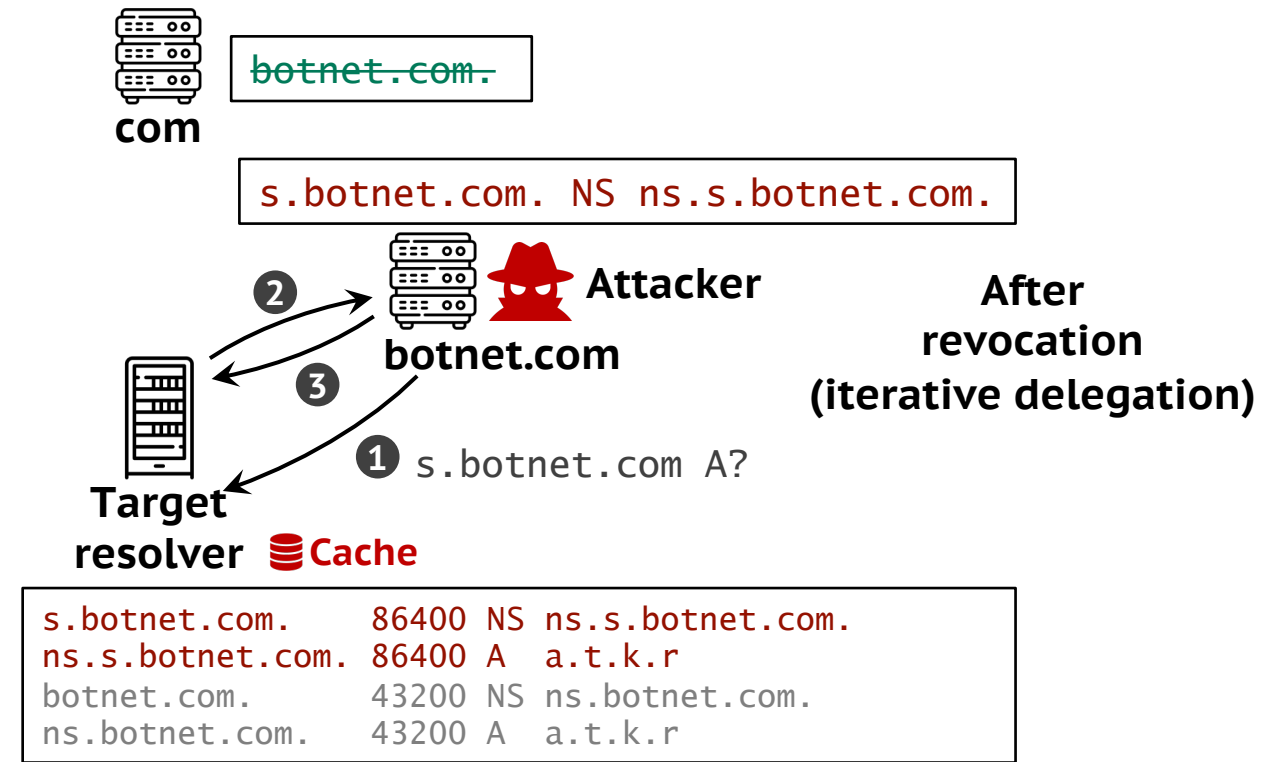 botnet.com.
com
s.botnet.com. NS ns.s.botnet.com.
2
Attacker
After
revocation
(iterative delegation)
botnet.com
3
1 s.botnet.com A?
Target
resolver Cache
s.botnet.com. 86400 NS ns.s.botnet.com.
ns.s.botnet.com. 86400 A a.t.k.r
botnet.com. 43200 NS ns.botnet.com.
ns.botnet.com. 43200 A a.t.k.r